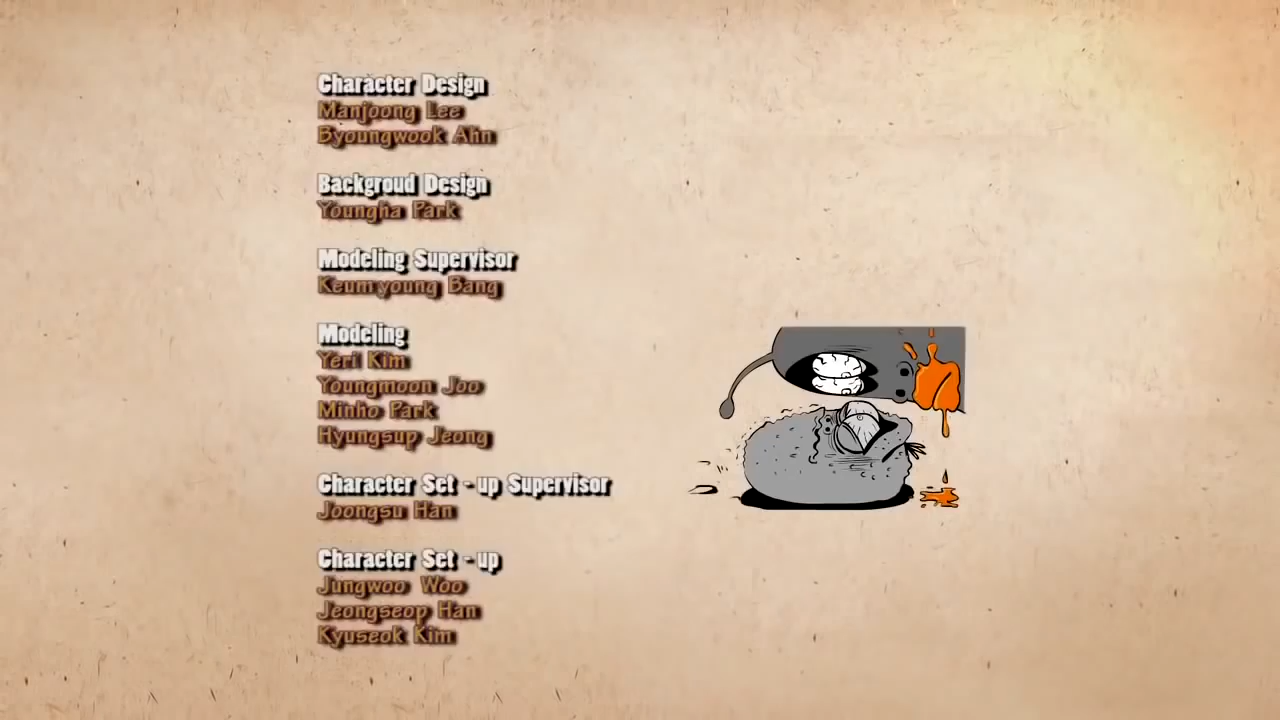 Character Design
Manjoong Lee
Byoungwook Ahn
Backgroud Design
Youngha Park
Modeling Supervisor
Keumyoung Bang
Modeling
Yeri Kim
Youngmoon Joo
Minho Park
Hyungsup Jeong
Character Set - up Supervisor
Joongsu Han
Character Set - up
Jungwoo Woo
Jeongseop Han
Kyuseok Kim